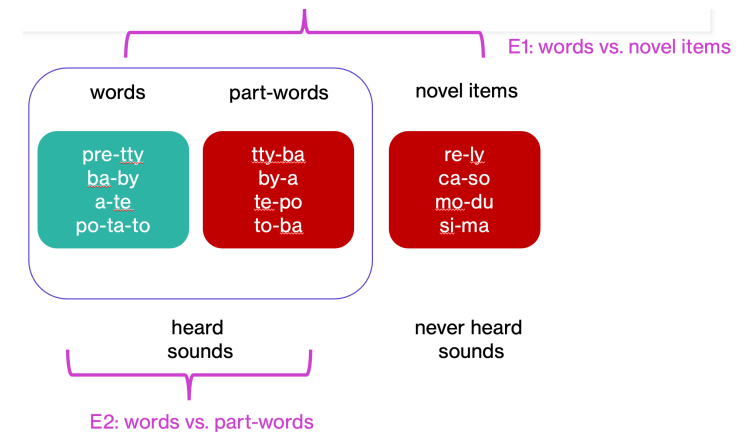 E1: words vs. novel items
words
part-words
novel items
pre-tty
ba-by
a-te
po-ta-to
tty-ba
by-a
te-po
to-ba
re-ly
ca-so
mo-du
si-ma
heard
sounds
never heard
sounds
E2: words vs. part-words